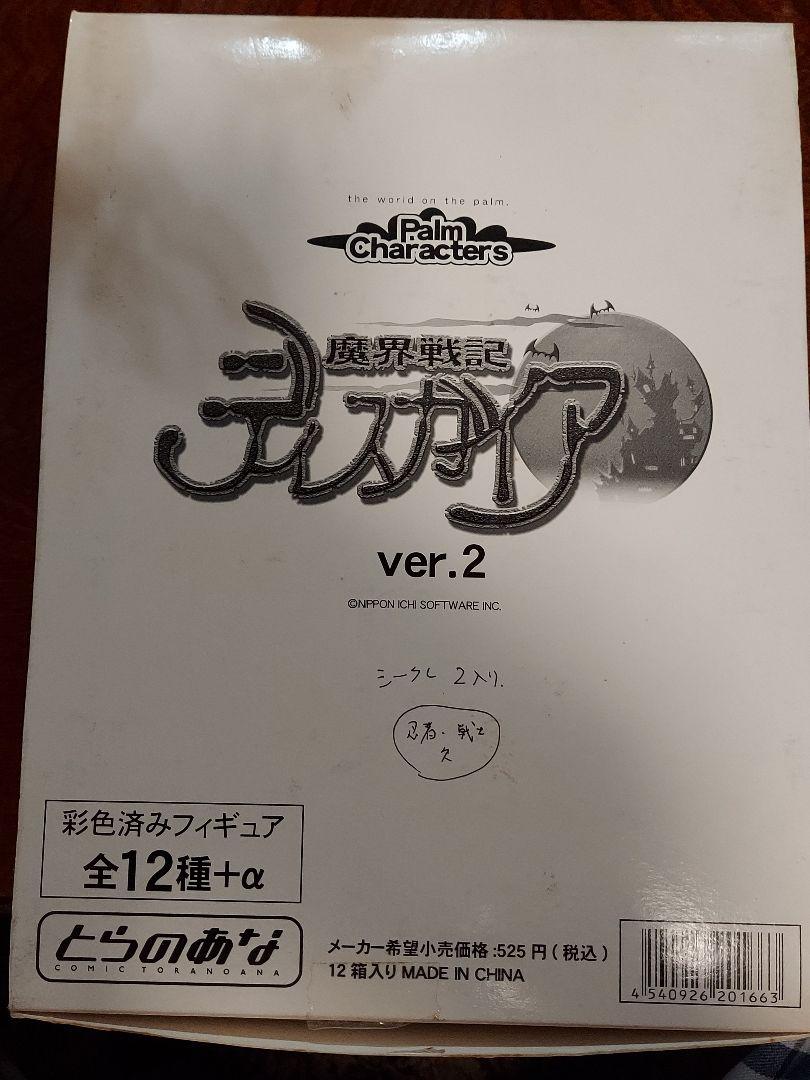 the world on the palm.
Palm
Characters
魔界戦記
ディスガイア
ver.2
©NIPPON ICHI SOFTWARE INC.
シークレ 2入り.
忍者・戦士
欠
彩色済みフィギュア
全12種+α
とらのあな
COMIC TORANOANA
メーカー希望小売価格:525円(税込)
12箱入り MADE IN CHINA
4 540926 201663